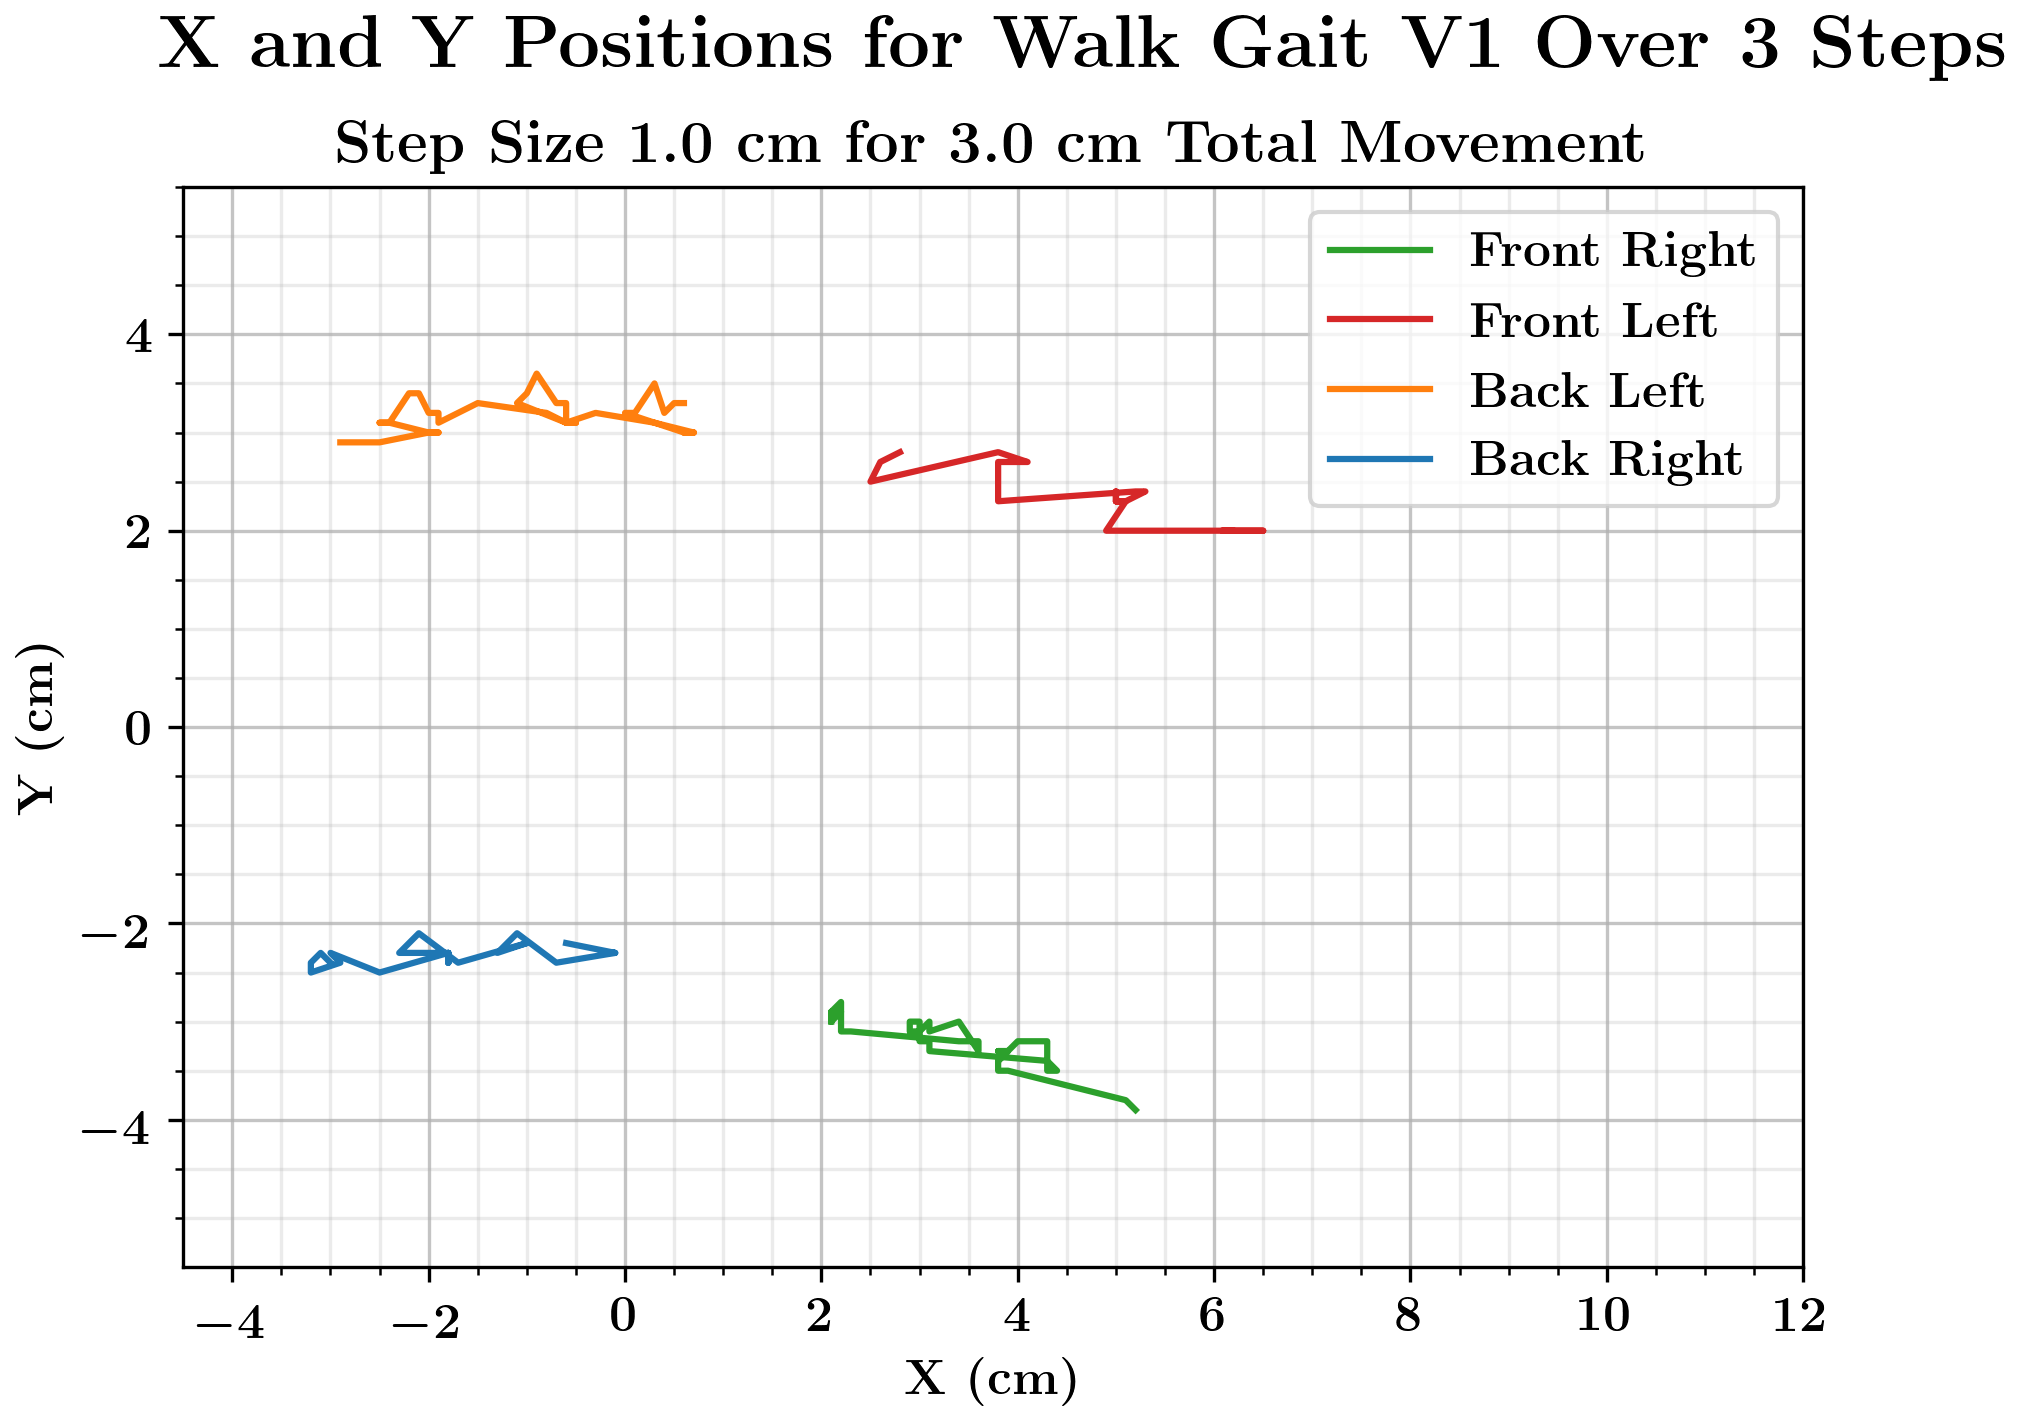 X and Y Positions for Walk Gait V1 Over 3 Steps
Step Size 1.0 cm for 3.0 cm Total Movement
Front Right
Front Left
Back Left
Back Right
4
2
0
−2
−4
Y (cm)
−4 −2 0 2 4 6 8 10 12
X (cm)